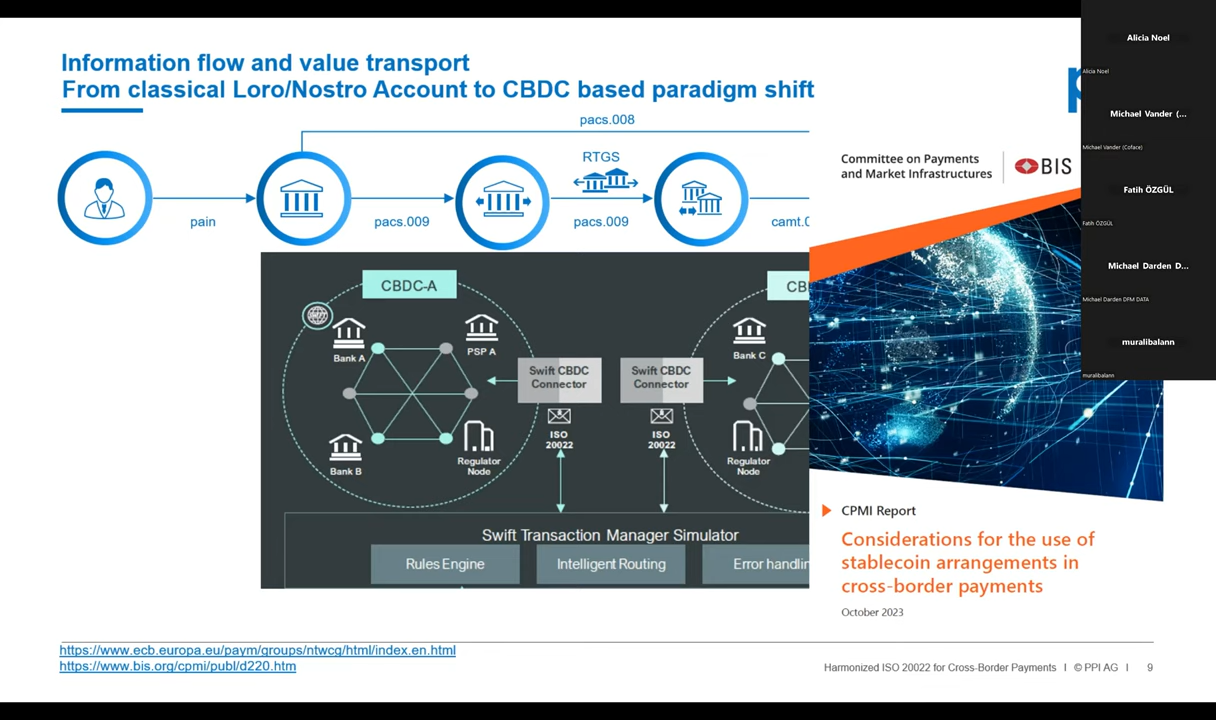 Information flow and value transport
From classical Loro/Nostro Account to CBDC based paradigm shift
pacs.008
RTGS
pain
pacs.009
pacs.009
camt.0
Committee on Payments
and Market Infrastructures
BIS
CBDC-A
Bank A
PSP A
Bank B
Regulator
Node
Swift CBDC
Connector
ISO
20022
Swift CBDC
Connector
ISO
20022
CB
Bank C
Regulator
Node
Swift Transaction Manager Simulator
Rules Engine
Intelligent Routing
Error handlin
CPMI Report
Considerations for the use of
stablecoin arrangements in
cross-border payments
October 2023
https://www.ecb.europa.eu/paym/groups/ntwcg/html/index.en.html
https://www.bis.org/cpmi/publ/d220.htm
Harmonized ISO 20022 for Cross-Border Payments I © PPI AG I 9
Alicia Noel
Alicia Noel
Michael Vander (...
Michael Vander (Coface)
Fatih ÖZGÜL
Fatih ÖZGÜL
Michael Darden D...
Michael Darden DFM DATA
muralibalann
muralibalann